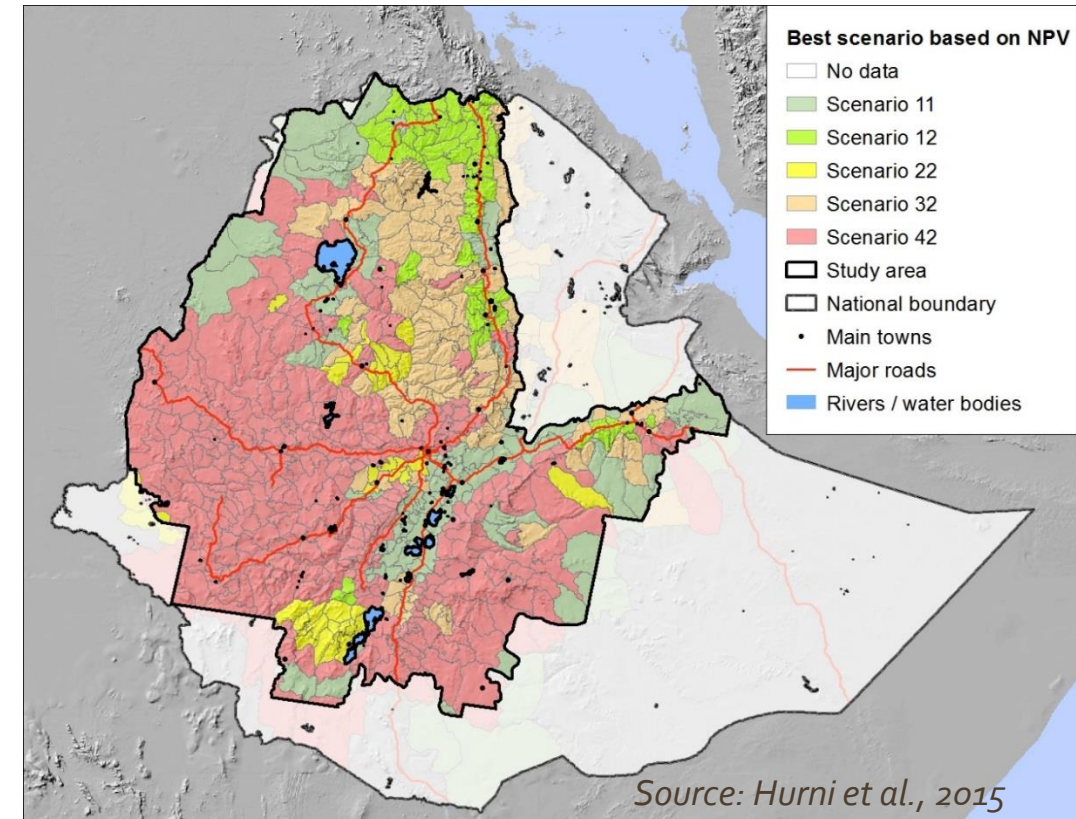 Best scenario based on NPV
No data
Scenario 11
Scenario 12
Scenario 22
Scenario 32
Scenario 42
Study area
National boundary
Main towns
Major roads
Rivers / water bodies
Source: Hurni et al., 2015